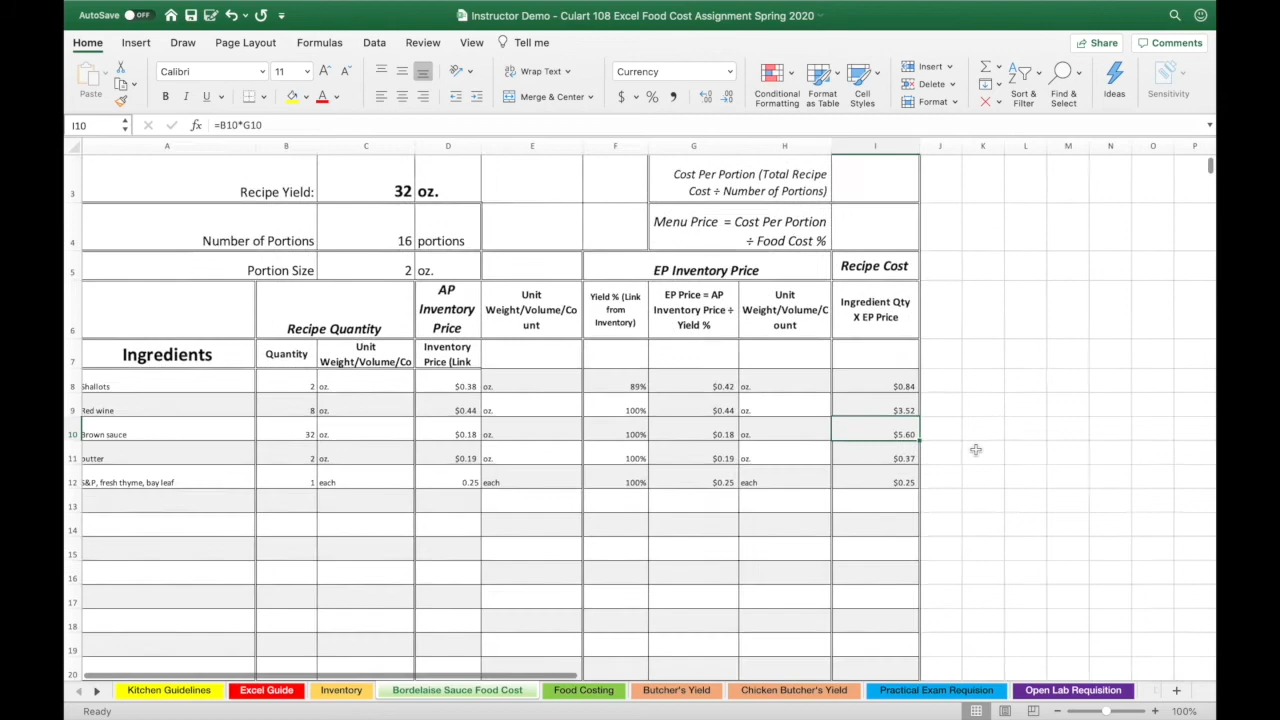 AutoSave OFF
Instructor Demo - Culart 108 Excel Food Cost Assignment Spring 2020
Home Insert Draw Page Layout Formulas Data Review View Tell me
Share Comments
Paste
Calibri 11
B I U
Wrap Text
Merge & Center
Currency
Conditional Formatting
Format as Table
Cell Styles
Insert
Delete
Format
Sort & Filter
Find & Select
Ideas
Sensitivity
I10 fx =B10*G10
A B C D E F G H I J K L M N O P
3 Recipe Yield: 32 oz. Cost Per Portion (Total Recipe
Cost ÷ Number of Portions)
4 Number of Portions 16 portions Menu Price = Cost Per Portion
÷ Food Cost %
5 Portion Size 2 oz. EP Inventory Price Recipe Cost
6 Recipe Quantity AP Inventory Price Unit Weight/Volume/Count Yield % (Link from Inventory) EP Price = AP Inventory Price ÷ Yield % Unit Weight/Volume/Count Ingredient Qty X EP Price
7 Ingredients Quantity Unit Weight/Volume/Co Inventory Price (Link
8 Shallots 2 oz. $0.38 oz. 89% $0.42 oz. $0.84
9 Red wine 8 oz. $0.44 oz. 100% $0.44 oz. $3.52
10 Brown sauce 32 oz. $0.18 oz. 100% $0.18 oz. $5.60
11 butter 2 oz. $0.19 oz. 100% $0.19 oz. $0.37
12 S&P, fresh thyme, bay leaf 1 each 0.25 each 100% $0.25 each $0.25
13
14
15
16
17
18
19
20
Kitchen Guidelines Excel Guide Inventory Bordelaise Sauce Food Cost Food Costing Butcher's Yield Chicken Butcher's Yield Practical Exam Requision Open Lab Requisition
Ready 100%